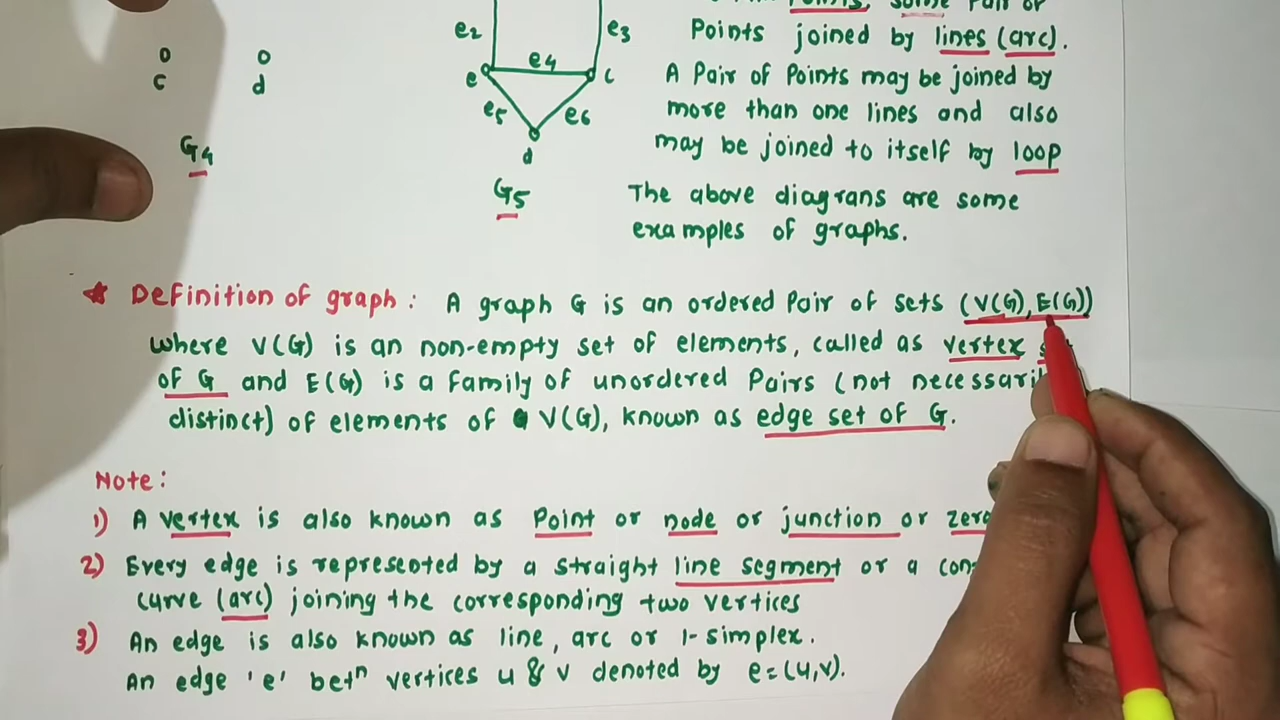 Points, some Pair of
Points joined by lines (arc).
A Pair of Points may be joined by
more than one lines and also
may be joined to itself by loop
The above diagrans are some
examples of graphs.
o o
c d
G4
e2 e3
e e4 c
e5 e6
d
G5
* Definition of graph: A graph G is an ordered Pair of sets (V(G), E(G))
where V(G) is an non-empty set of elements, called as vertex
of G and E(G) is a family of unordered Pairs (not
distinct) of elements of V(G), known as edge set of G.
Note:
1) A vertex is also known as Point or node or junction or
2) Every edge is represented by a straight line segment or a
curve (arc) joining the corresponding two vertices
3) An edge is also known as line, arc or 1-simplex.
An edge 'e' betn vertices u & v denoted by e=(u,v).